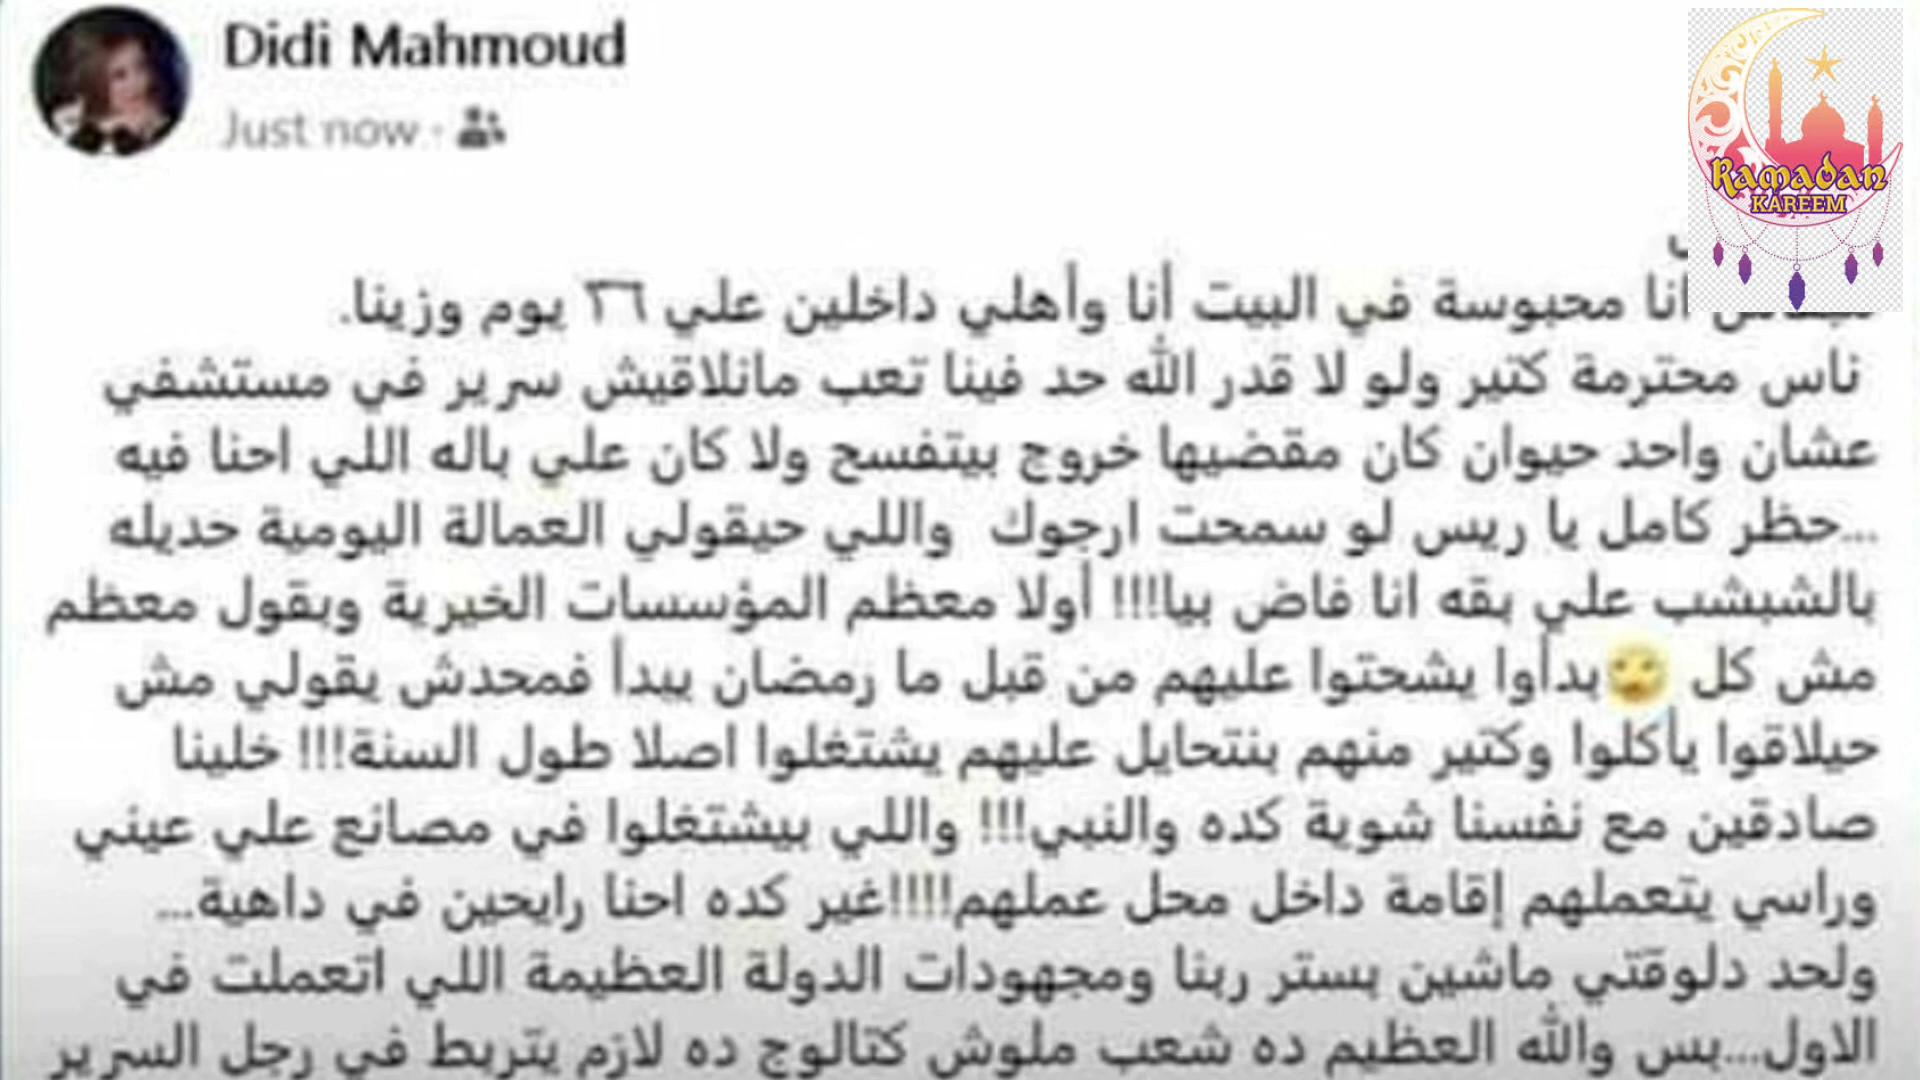 Didi Mahmoud
Just now ·
Ramadan
KAREEM
انا محبوسة في البيت أنا وأهلي داخلين علي ٢٦ يوم وزينا.
ناس محترمة كتير ولو لا قدر الله حد فينا تعب مانلاقيش سرير في مستشفي
عشان واحد حيوان كان مقضيها خروج بيتفسح ولا كان علي باله اللي احنا فيه
...حظر كامل يا ريس لو سمحت ارجوك واللي حيقولي العمالة اليومية حديله
بالشبشب علي بقه انا فاض بيا!!! أولا معظم المؤسسات الخيرية وبقول معظم
مش كل 🙄بدأوا يشحتوا عليهم من قبل ما رمضان يبدأ فمحدش يقولي مش
حيلاقوا يأكلوا وكتير منهم بنتحايل عليهم يشتغلوا اصلا طول السنة!!! خلينا
صادقين مع نفسنا شوية كده والنبي!!! واللي بيشتغلوا في مصانع علي عيني
وراسي يتعملهم إقامة داخل محل عملهم!!!!غير كده احنا رايحين في داهية...
ولحد دلوقتي ماشين بستر ربنا ومجهودات الدولة العظيمة اللي اتعملت في
الاول...بس والله العظيم ده شعب ملوش كتالوج ده لازم يتربط في رجل السرير